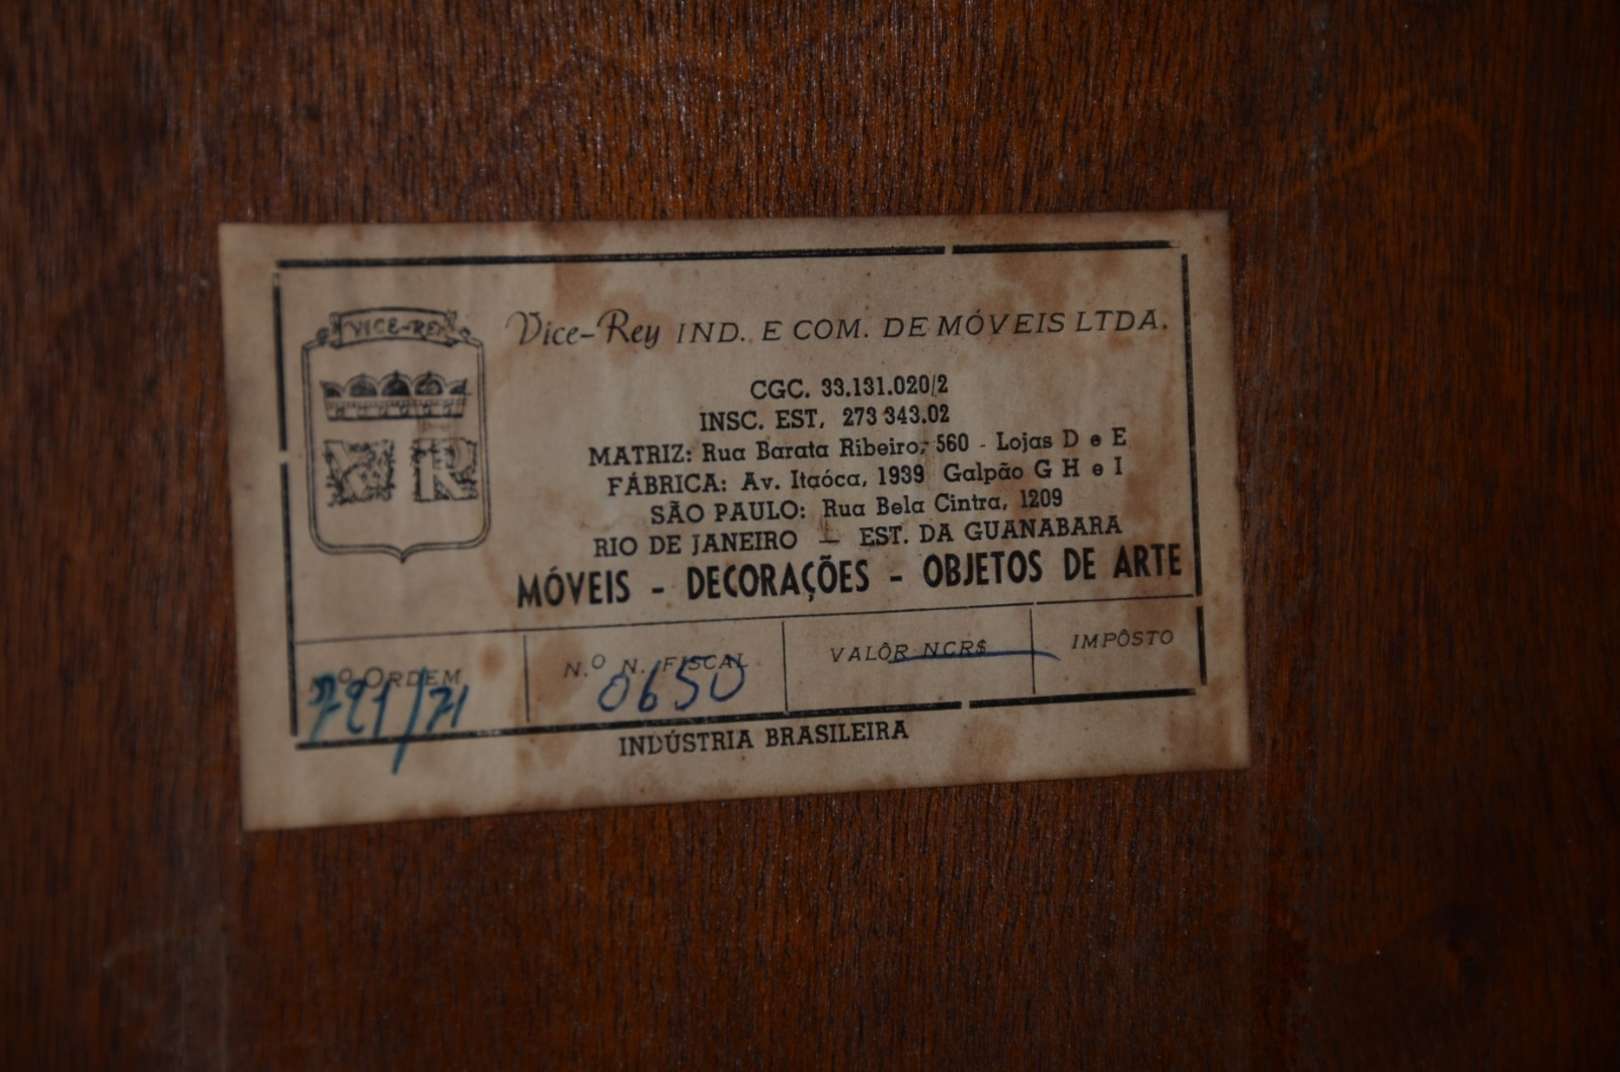 VICE-REY
Vice-Rey IND. E COM. DE MÓVEIS LTDA.
CGC. 33.131.020/2
INSC. EST. 273 343.02
MATRIZ: Rua Barata Ribeiro, 560 - Lojas D e E
FÁBRICA: Av. Itaóca, 1939 Galpão G H e I
SÃO PAULO: Rua Bela Cintra, 1209
RIO DE JANEIRO — EST. DA GUANABARA
MÓVEIS - DECORAÇÕES - OBJETOS DE ARTE
N.º ORDEM N.º N. FISCAL VALÔR NCR$ IMPÔSTO
721/71 0650
INDÚSTRIA BRASILEIRA